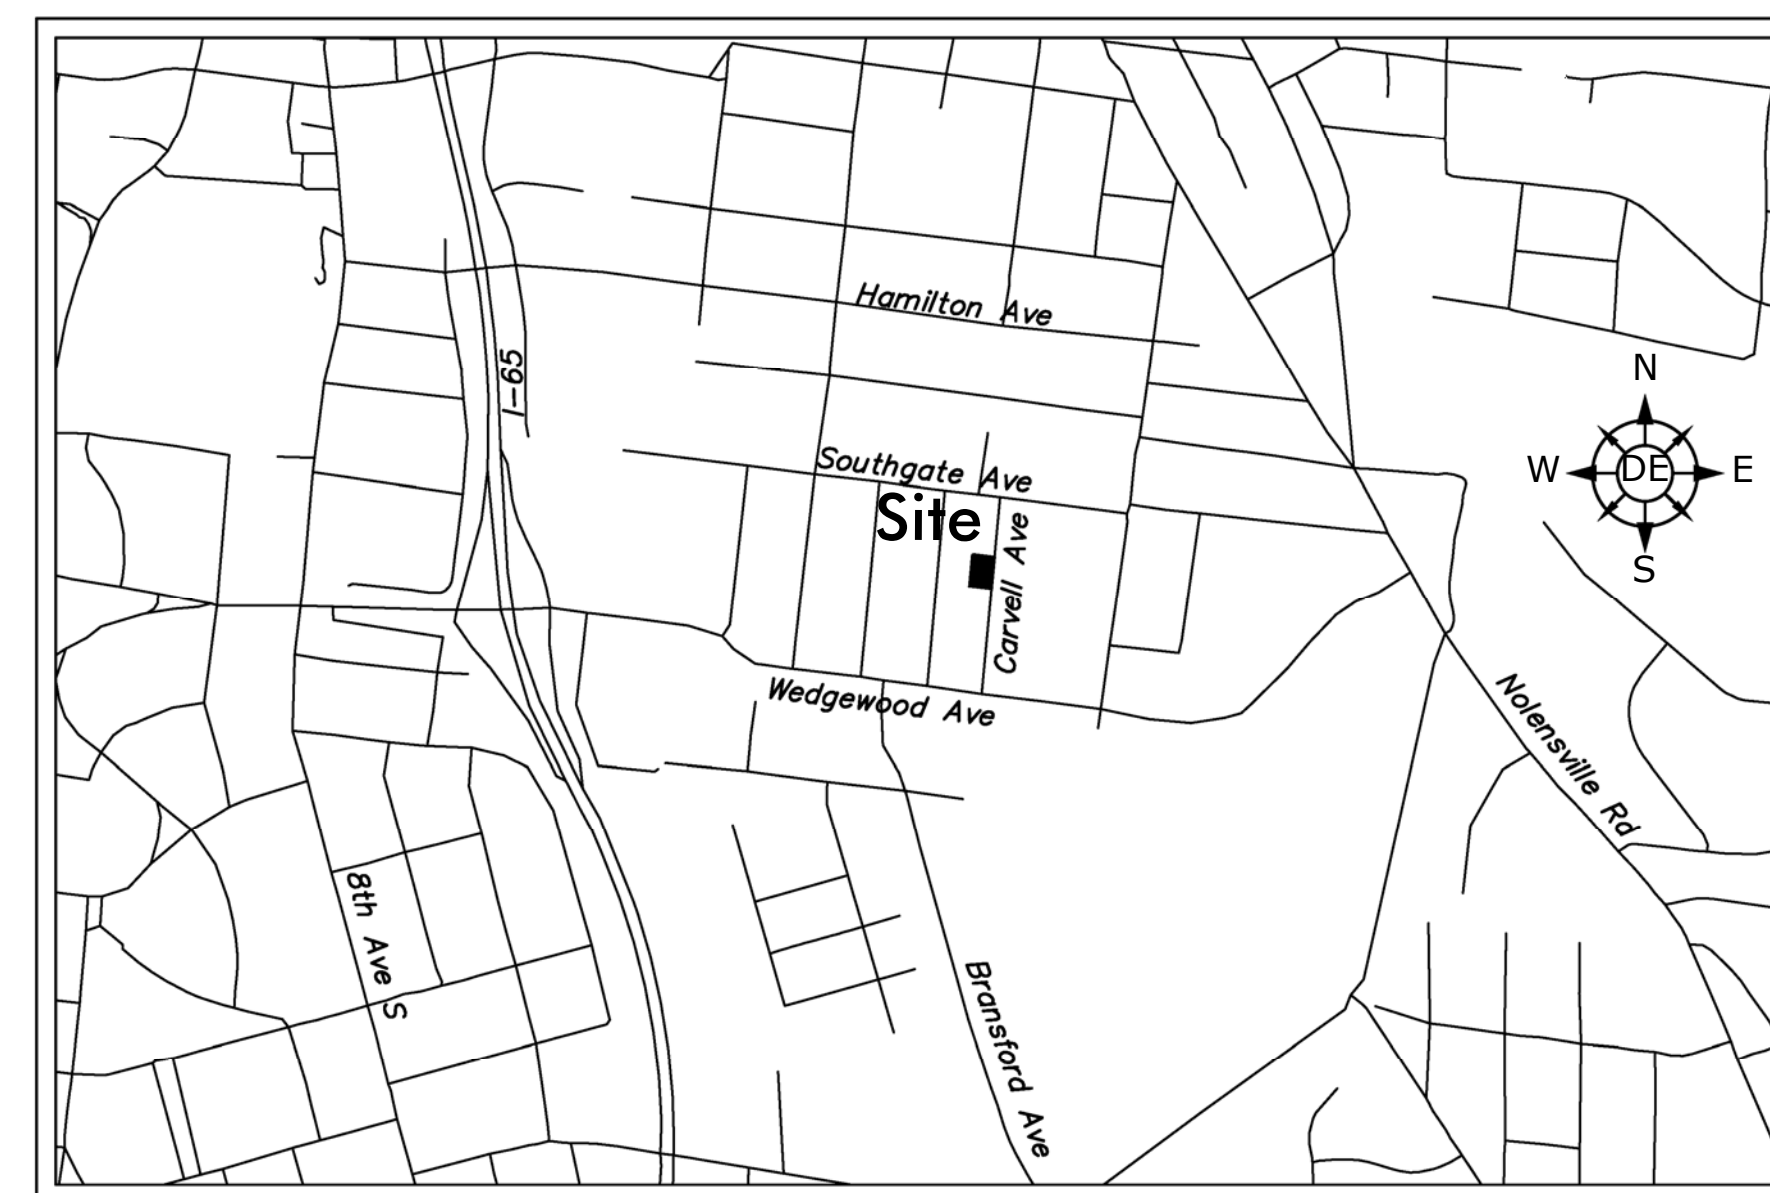 Hamilton Ave
I-65
N
Southgate Ave
W
DE
E
Site
Carvell Ave
S
Wedgewood Ave
Nolensville Rd
8th Ave S
Bransford Ave